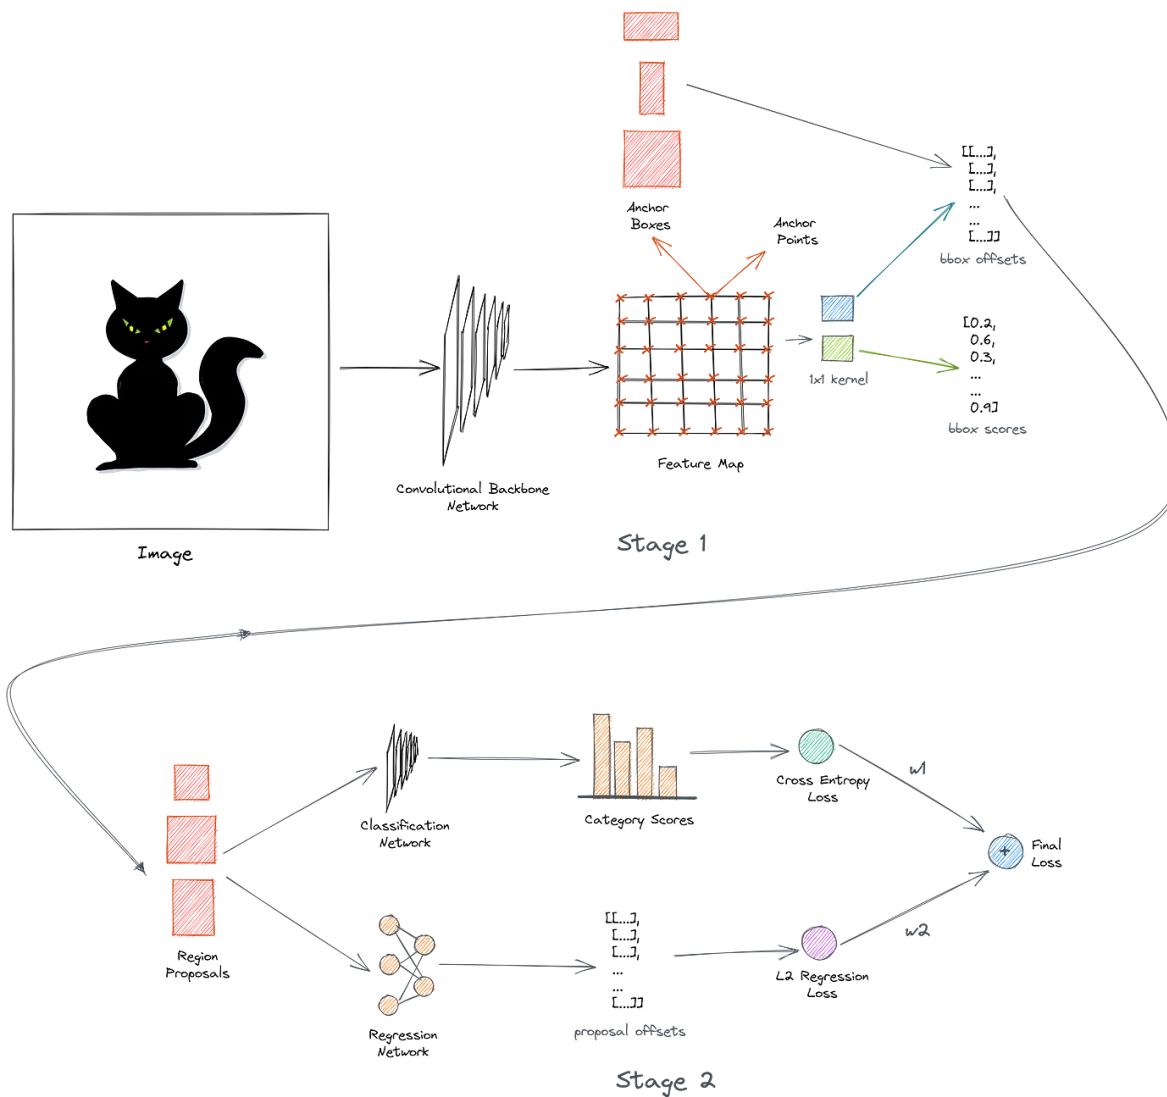 Anchor
Boxes
Anchor
Points
[[...],
[...],
[...],
...
...
[...]]
bbox offsets
[0.2,
0.6,
0.3,
...
...
0.9]
bbox scores
1x1 kernel
Feature Map
Convolutional Backbone
Network
Image
Stage 1
Region
Proposals
Classification
Network
Category Scores
Cross Entropy
Loss
w1
+
Final
Loss
Regression
Network
[[...],
[...],
[...],
...
...
[...]]
proposal offsets
L2 Regression
Loss
w2
Stage 2